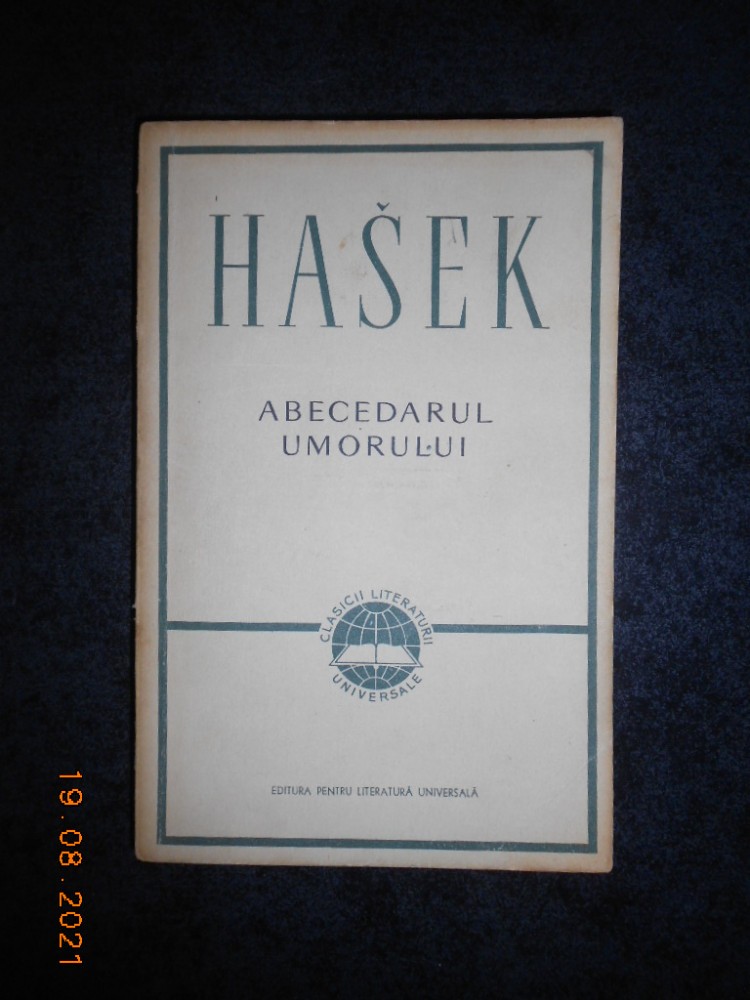 HAŠEK
ABECEDARUL
UMORULUI
CLASICII LITERATURII
UNIVERSALE
EDITURA PENTRU LITERATURĂ UNIVERSALĂ
19.08.2021